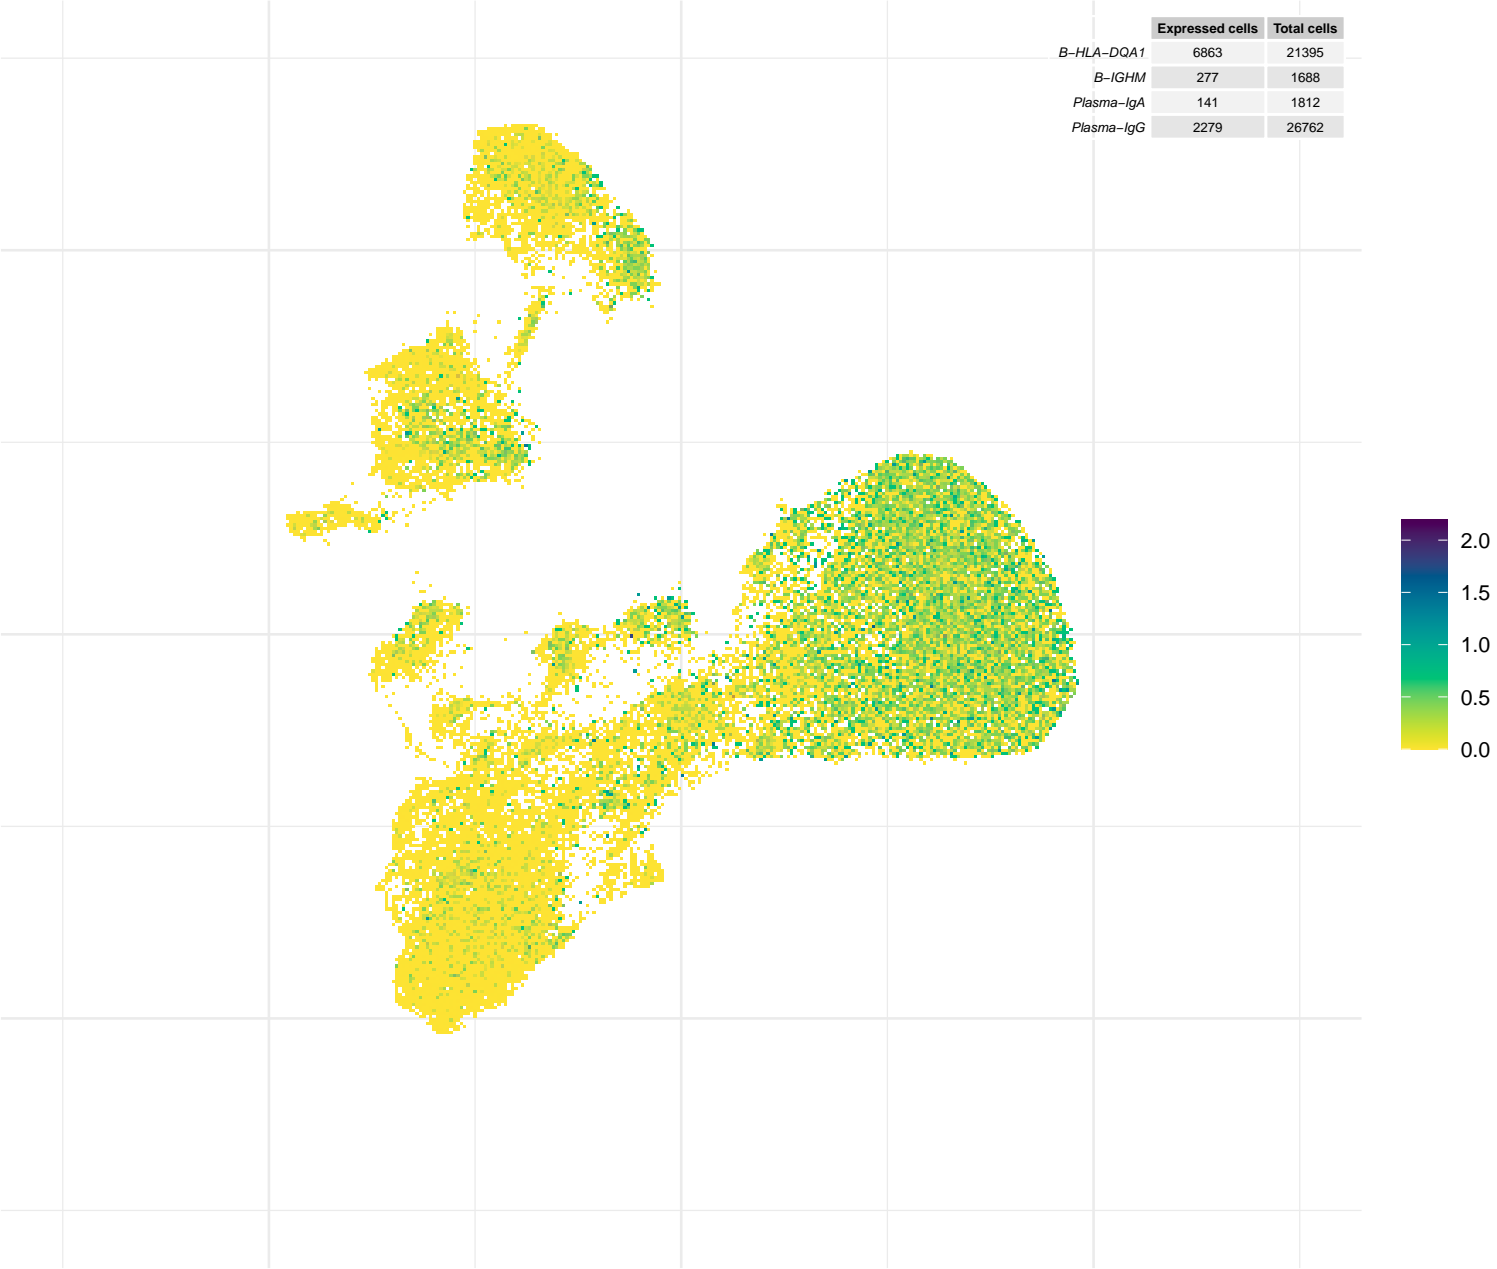 Expressed cells Total cells
B−HLA−DQA1 6863 21395
B−IGHM 277 1688
Plasma−IgA 141 1812
Plasma−IgG 2279 26762
2.0
1.5
1.0
0.5
0.0